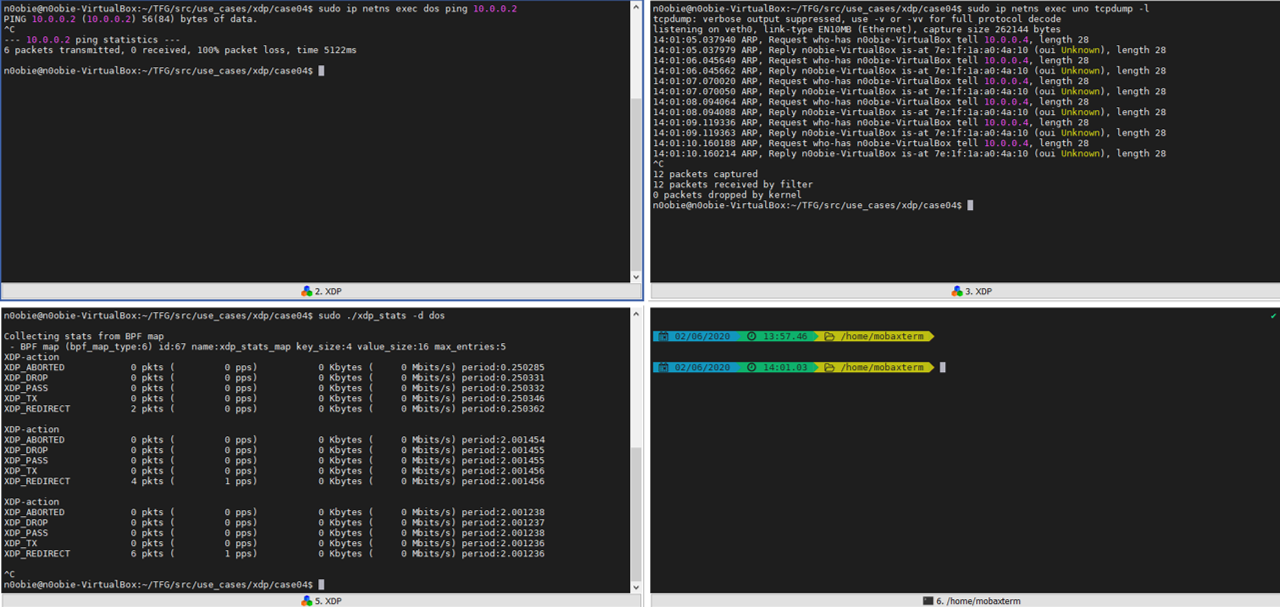 n0obie@n0obie-VirtualBox:~/TFG/src/use_cases/xdp/case04$ sudo ip netns exec dos ping 10.0.0.2
PING 10.0.0.2 (10.0.0.2) 56(84) bytes of data.
^C
--- 10.0.0.2 ping statistics ---
6 packets transmitted, 0 received, 100% packet loss, time 5122ms
n0obie@n0obie-VirtualBox:~/TFG/src/use_cases/xdp/case04$
2. XDP
n0obie@n0obie-VirtualBox:~/TFG/src/use_cases/xdp/case04$ sudo ip netns exec uno tcpdump -l
tcpdump: verbose output suppressed, use -v or -vv for full protocol decode
listening on veth0, link-type EN10MB (Ethernet), capture size 262144 bytes
14:01:05.037940 ARP, Request who-has n0obie-VirtualBox tell 10.0.0.4, length 28
14:01:05.037979 ARP, Reply n0obie-VirtualBox is-at 7e:1f:1a:a0:4a:10 (oui Unknown), length 28
14:01:06.045649 ARP, Request who-has n0obie-VirtualBox tell 10.0.0.4, length 28
14:01:06.045662 ARP, Reply n0obie-VirtualBox is-at 7e:1f:1a:a0:4a:10 (oui Unknown), length 28
14:01:07.070020 ARP, Request who-has n0obie-VirtualBox tell 10.0.0.4, length 28
14:01:07.070050 ARP, Reply n0obie-VirtualBox is-at 7e:1f:1a:a0:4a:10 (oui Unknown), length 28
14:01:08.094064 ARP, Request who-has n0obie-VirtualBox tell 10.0.0.4, length 28
14:01:08.094088 ARP, Reply n0obie-VirtualBox is-at 7e:1f:1a:a0:4a:10 (oui Unknown), length 28
14:01:09.119336 ARP, Request who-has n0obie-VirtualBox tell 10.0.0.4, length 28
14:01:09.119363 ARP, Reply n0obie-VirtualBox is-at 7e:1f:1a:a0:4a:10 (oui Unknown), length 28
14:01:10.160188 ARP, Request who-has n0obie-VirtualBox tell 10.0.0.4, length 28
14:01:10.160214 ARP, Reply n0obie-VirtualBox is-at 7e:1f:1a:a0:4a:10 (oui Unknown), length 28
^C
12 packets captured
12 packets received by filter
0 packets dropped by kernel
n0obie@n0obie-VirtualBox:~/TFG/src/use_cases/xdp/case04$
3. XDP
n0obie@n0obie-VirtualBox:~/TFG/src/use_cases/xdp/case04$ sudo ./xdp_stats -d dos
Collecting stats from BPF map
- BPF map (bpf_map_type:6) id:67 name:xdp_stats_map key_size:4 value_size:16 max_entries:5
XDP-action
XDP_ABORTED 0 pkts ( 0 pps) 0 Kbytes ( 0 Mbits/s) period:0.250285
XDP_DROP 0 pkts ( 0 pps) 0 Kbytes ( 0 Mbits/s) period:0.250331
XDP_PASS 0 pkts ( 0 pps) 0 Kbytes ( 0 Mbits/s) period:0.250332
XDP_TX 0 pkts ( 0 pps) 0 Kbytes ( 0 Mbits/s) period:0.250346
XDP_REDIRECT 2 pkts ( 0 pps) 0 Kbytes ( 0 Mbits/s) period:0.250362
XDP-action
XDP_ABORTED 0 pkts ( 0 pps) 0 Kbytes ( 0 Mbits/s) period:2.001454
XDP_DROP 0 pkts ( 0 pps) 0 Kbytes ( 0 Mbits/s) period:2.001455
XDP_PASS 0 pkts ( 0 pps) 0 Kbytes ( 0 Mbits/s) period:2.001455
XDP_TX 0 pkts ( 0 pps) 0 Kbytes ( 0 Mbits/s) period:2.001456
XDP_REDIRECT 4 pkts ( 1 pps) 0 Kbytes ( 0 Mbits/s) period:2.001456
XDP-action
XDP_ABORTED 0 pkts ( 0 pps) 0 Kbytes ( 0 Mbits/s) period:2.001238
XDP_DROP 0 pkts ( 0 pps) 0 Kbytes ( 0 Mbits/s) period:2.001237
XDP_PASS 0 pkts ( 0 pps) 0 Kbytes ( 0 Mbits/s) period:2.001238
XDP_TX 0 pkts ( 0 pps) 0 Kbytes ( 0 Mbits/s) period:2.001236
XDP_REDIRECT 6 pkts ( 1 pps) 0 Kbytes ( 0 Mbits/s) period:2.001236
^C
n0obie@n0obie-VirtualBox:~/TFG/src/use_cases/xdp/case04$
5. XDP
02/06/2020 13:57.46 /home/mobaxterm
02/06/2020 14:01.03 /home/mobaxterm
6. /home/mobaxterm